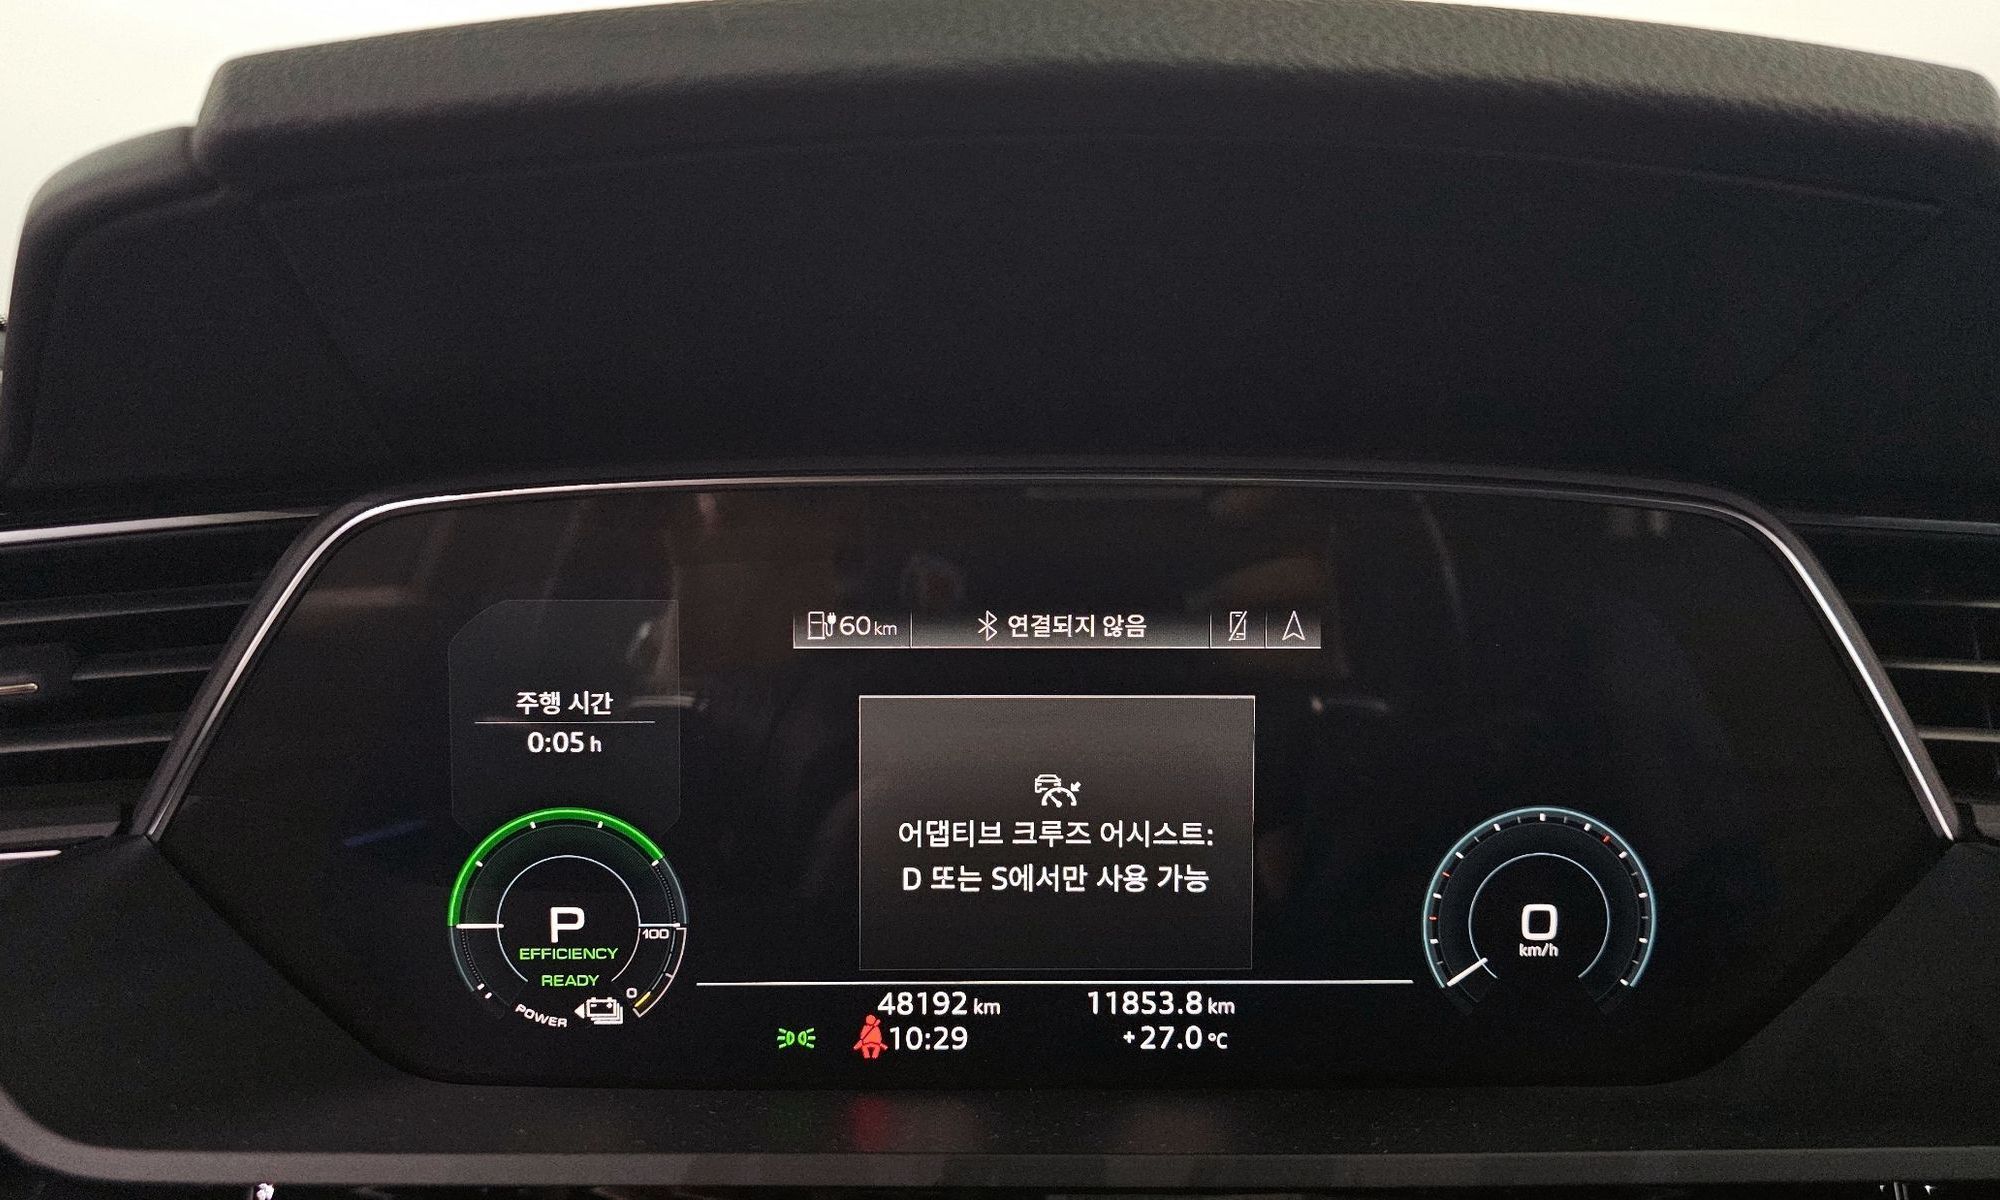 60 km
연결되지 않음
주행 시간
0:05 h
어댑티브 크루즈 어시스트:
D 또는 S에서만 사용 가능
P
EFFICIENCY
READY
100
0
POWER
0
km/h
48192 km
11853.8 km
10:29
+27.0 °C